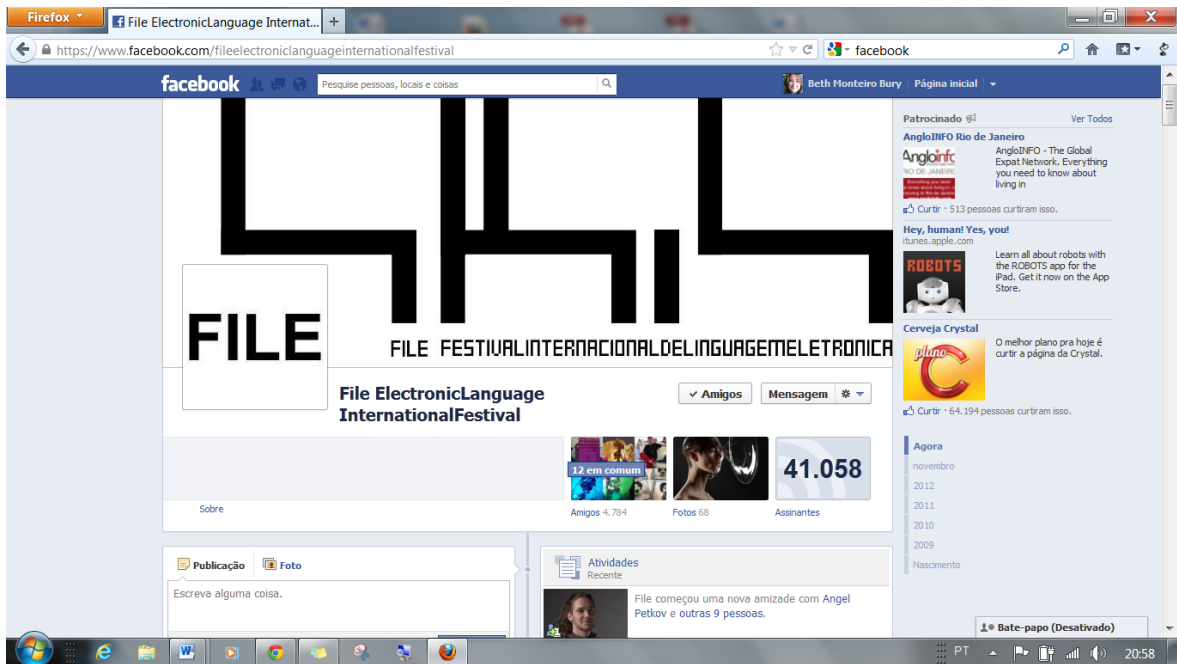 Firefox
File ElectronicLanguage Internat...
https://www.facebook.com/fileelectroniclanguageinternationalfestival
facebook
facebook
Pesquise pessoas, locais e coisas
Beth Monteiro Bury
Página inicial
FILE
FILE FESTIVALINTERNACIONALDELINGUAGEMELETRONICA
File ElectronicLanguage
InternationalFestival
Amigos
Mensagem
Sobre
12 em comum
Amigos 4.784
Fotos 68
41.058
Assinantes
Publicação
Foto
Escreva alguma coisa.
Atividades
Recente
File começou uma nova amizade com Angel
Petkov e outras 9 pessoas.
Patrocinado
Ver Todos
AngloINFO Rio de Janeiro
Angloinfo
RIO DE JANEIRO
AngloINFO - The Global
Expat Network. Everything
you need to know about
living in
Curtir · 513 pessoas curtiram isso.
Hey, human! Yes, you!
itunes.apple.com
ROBOTS
Learn all about robots with
the ROBOTS app for the
iPad. Get it now on the App
Store.
Cerveja Crystal
plano
C
O melhor plano pra hoje é
curtir a página da Crystal.
Curtir · 64.194 pessoas curtiram isso.
Agora
novembro
2012
2011
2010
2009
Nascimento
Bate-papo (Desativado)
PT
20:58